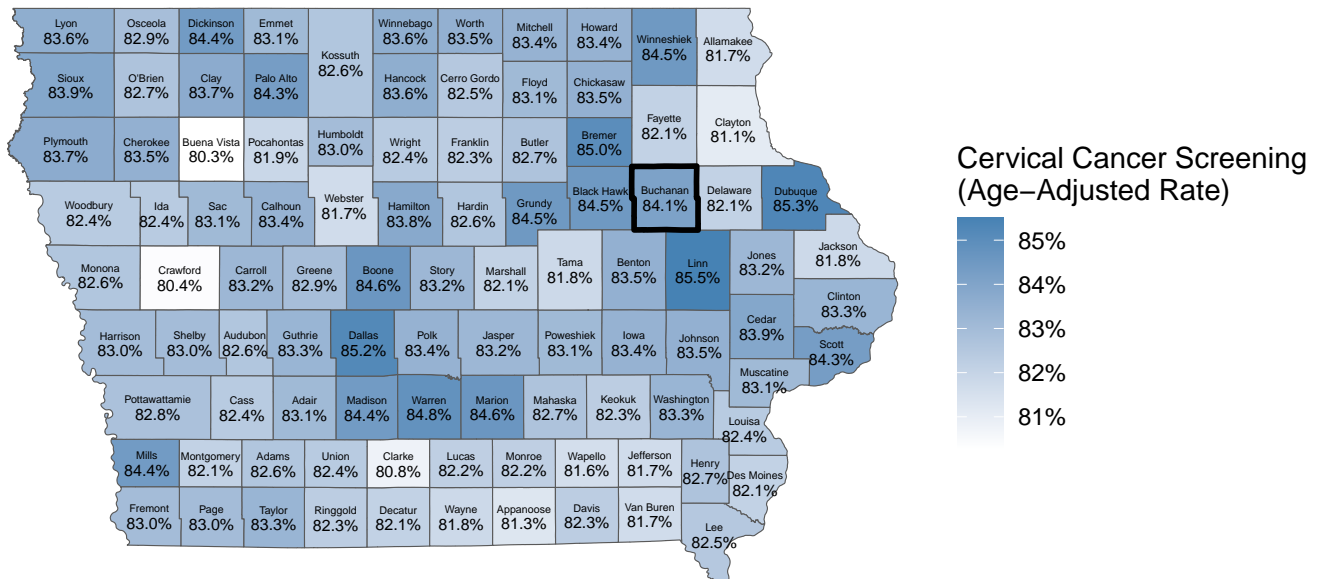 Lyon
83.6%
Osceola
82.9%
Dickinson
84.4%
Emmet
83.1%
Kossuth
82.6%
Winnebago
83.6%
Worth
83.5%
Mitchell
83.4%
Howard
83.4%
Winneshiek
84.5%
Allamakee
81.7%
Sioux
83.9%
O'Brien
82.7%
Clay
83.7%
Palo Alto
84.3%
Hancock
83.6%
Cerro Gordo
82.5%
Floyd
83.1%
Chickasaw
83.5%
Fayette
82.1%
Clayton
81.1%
Plymouth
83.7%
Cherokee
83.5%
Buena Vista
80.3%
Pocahontas
81.9%
Humboldt
83.0%
Wright
82.4%
Franklin
82.3%
Butler
82.7%
Bremer
85.0%
Woodbury
82.4%
Ida
82.4%
Sac
83.1%
Calhoun
83.4%
Webster
81.7%
Hamilton
83.8%
Hardin
82.6%
Grundy
84.5%
Black Hawk
84.5%
Buchanan
84.1%
Delaware
82.1%
Dubuque
85.3%
Monona
82.6%
Crawford
80.4%
Carroll
83.2%
Greene
82.9%
Boone
84.6%
Story
83.2%
Marshall
82.1%
Tama
81.8%
Benton
83.5%
Linn
85.5%
Jones
83.2%
Jackson
81.8%
Clinton
83.3%
Harrison
83.0%
Shelby
83.0%
Audubon
82.6%
Guthrie
83.3%
Dallas
85.2%
Polk
83.4%
Jasper
83.2%
Poweshiek
83.1%
Iowa
83.4%
Johnson
83.5%
Cedar
83.9%
Scott
84.3%
Muscatine
83.1%
Pottawattamie
82.8%
Cass
82.4%
Adair
83.1%
Madison
84.4%
Warren
84.8%
Marion
84.6%
Mahaska
82.7%
Keokuk
82.3%
Washington
83.3%
Louisa
82.4%
Mills
84.4%
Montgomery
82.1%
Adams
82.6%
Union
82.4%
Clarke
80.8%
Lucas
82.2%
Monroe
82.2%
Wapello
81.6%
Jefferson
81.7%
Henry
82.7%
Des Moines
82.1%
Fremont
83.0%
Page
83.0%
Taylor
83.3%
Ringgold
82.3%
Decatur
82.1%
Wayne
81.8%
Appanoose
81.3%
Davis
82.3%
Van Buren
81.7%
Lee
82.5%
Cervical Cancer Screening
(Age−Adjusted Rate)
85%
84%
83%
82%
81%